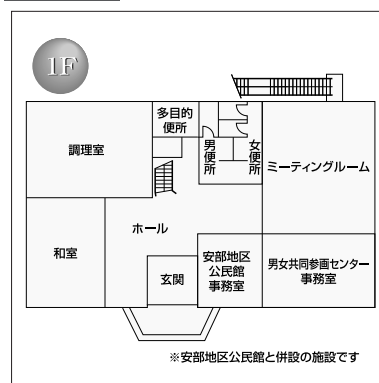 1F
多目的
便所
調理室
男便所
女便所
ミーティングルーム
ホール
和室
安部地区
公民館
事務室
男女共同参画センター
事務室
玄関
※安部地区公民館と併設の施設です